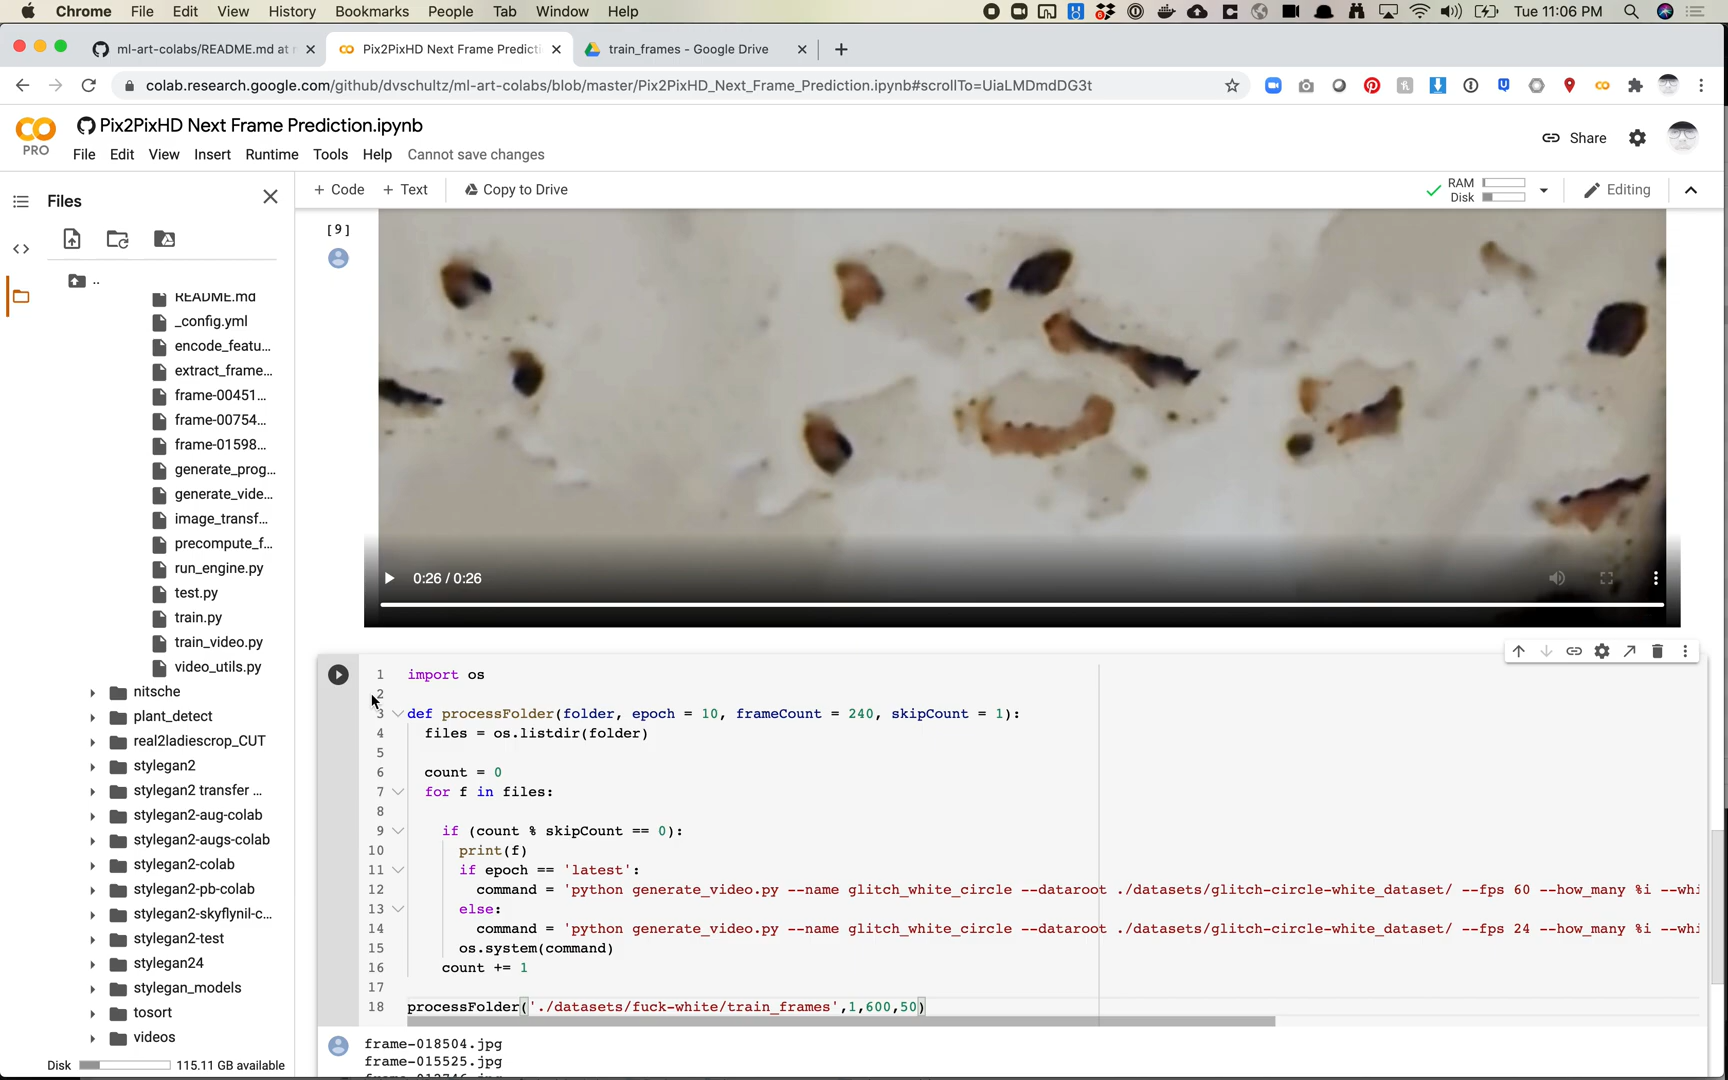 Chrome File Edit View History Bookmarks People Tab Window Help Tue 11:06 PM
ml-art-colabs/README.md at m
Pix2PixHD Next Frame Predicti
train_frames - Google Drive
colab.research.google.com/github/dvschultz/ml-art-colabs/blob/master/Pix2PixHD_Next_Frame_Prediction.ipynb#scrollTo=UiaLMDmdDG3t
CO
PRO
Pix2PixHD Next Frame Prediction.ipynb
File Edit View Insert Runtime Tools Help Cannot save changes
Share
Files
+ Code + Text Copy to Drive
RAM
Disk
Editing
..
README.md
_config.yml
encode_featu...
extract_frame...
frame-00451...
frame-00754...
frame-01598...
generate_prog...
generate_vide...
image_transf...
precompute_f...
run_engine.py
test.py
train.py
train_video.py
video_utils.py
nitsche
plant_detect
real2ladiescrop_CUT
stylegan2
stylegan2 transfer ...
stylegan2-aug-colab
stylegan2-augs-colab
stylegan2-colab
stylegan2-pb-colab
stylegan2-skyflynil-c...
stylegan2-test
stylegan24
stylegan_models
tosort
videos
Disk 115.11 GB available
[9]
0:26 / 0:26
1 import os
2
3 def processFolder(folder, epoch = 10, frameCount = 240, skipCount = 1):
4 files = os.listdir(folder)
5
6 count = 0
7 for f in files:
8
9 if (count % skipCount == 0):
10 print(f)
11 if epoch == 'latest':
12 command = 'python generate_video.py --name glitch_white_circle --dataroot ./datasets/glitch-circle-white_dataset/ --fps 60 --how_many %i --whi
13 else:
14 command = 'python generate_video.py --name glitch_white_circle --dataroot ./datasets/glitch-circle-white_dataset/ --fps 24 --how_many %i --whi
15 os.system(command)
16 count += 1
17
18 processFolder('./datasets/fuck-white/train_frames',1,600,50)
frame-018504.jpg
frame-015525.jpg